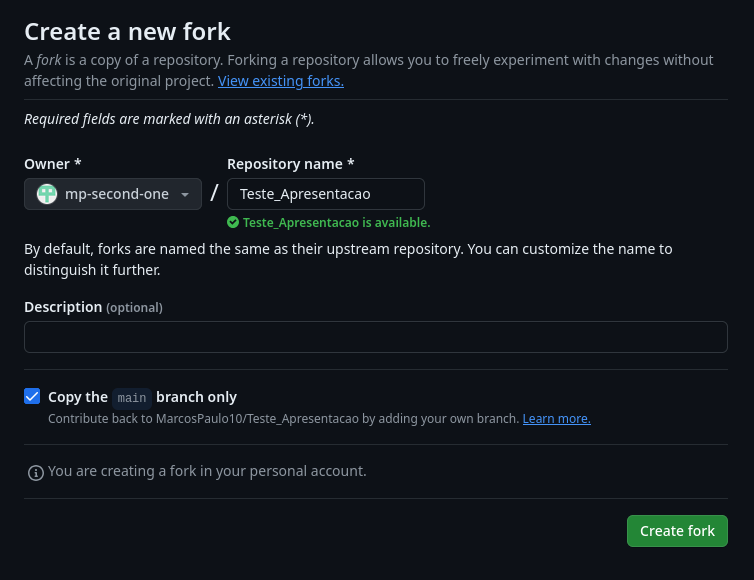 Create a new fork
A fork is a copy of a repository. Forking a repository allows you to freely experiment with changes without
affecting the original project. View existing forks.
Required fields are marked with an asterisk (*).
Owner * Repository name *
mp-second-one / Teste_Apresentacao
Teste_Apresentacao is available.
By default, forks are named the same as their upstream repository. You can customize the name to
distinguish it further.
Description (optional)
Copy the main branch only
Contribute back to MarcosPaulo10/Teste_Apresentacao by adding your own branch. Learn more.
You are creating a fork in your personal account.
Create fork